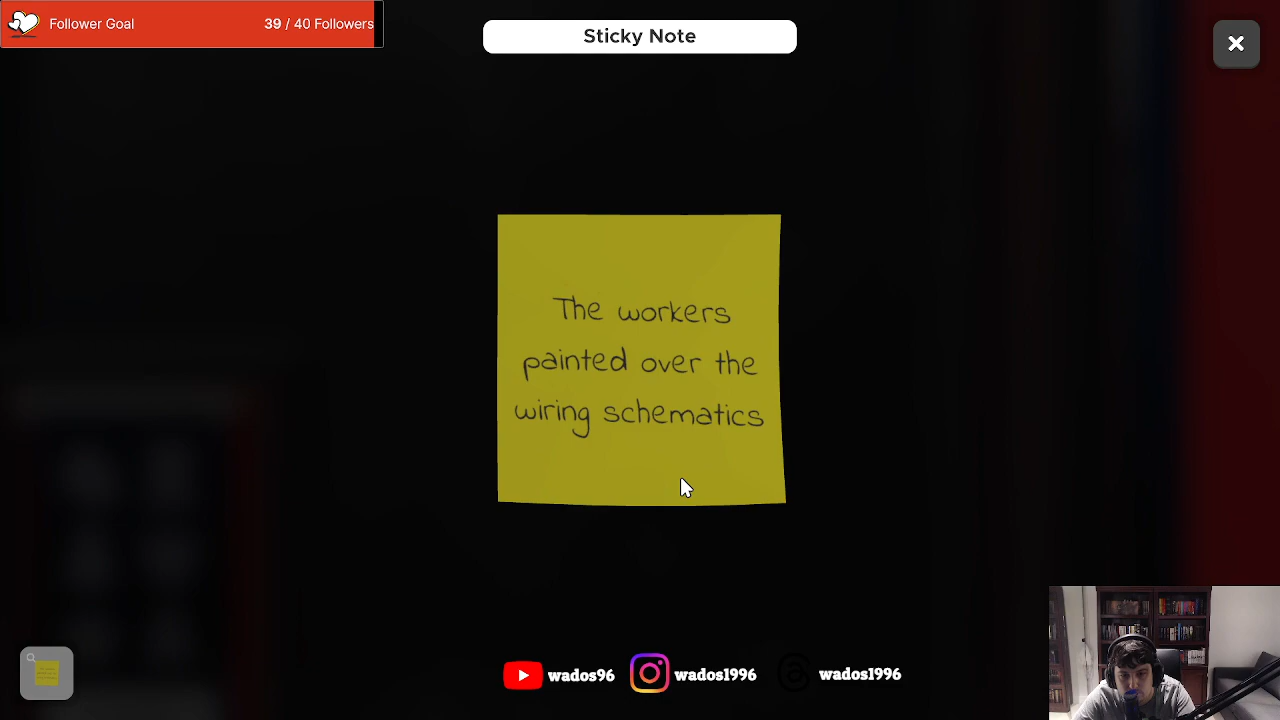 Follower Goal
39 / 40 Followers
Sticky Note
The workers
painted over the
wiring schematics
wados96
wados1996
wados1996